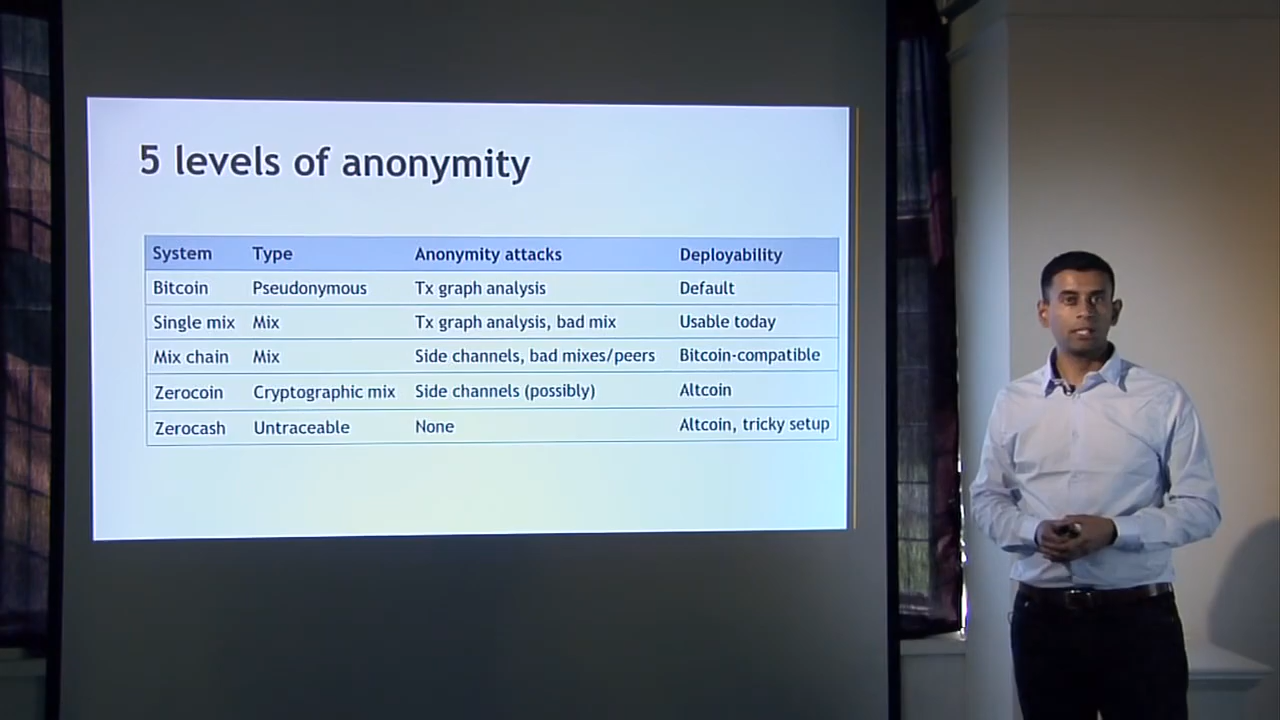 5 levels of anonymity
System Type Anonymity attacks Deployability
Bitcoin Pseudonymous Tx graph analysis Default
Single mix Mix Tx graph analysis, bad mix Usable today
Mix chain Mix Side channels, bad mixes/peers Bitcoin-compatible
Zerocoin Cryptographic mix Side channels (possibly) Altcoin
Zerocash Untraceable None Altcoin, tricky setup